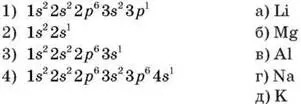 1) 1s²2s²2p⁶3s²3p¹ а) Li
2) 1s²2s¹ б) Mg
3) 1s²2s²2p⁶3s¹ в) Al
4) 1s²2s²2p⁶3s²3p⁶4s¹ г) Na
д) K